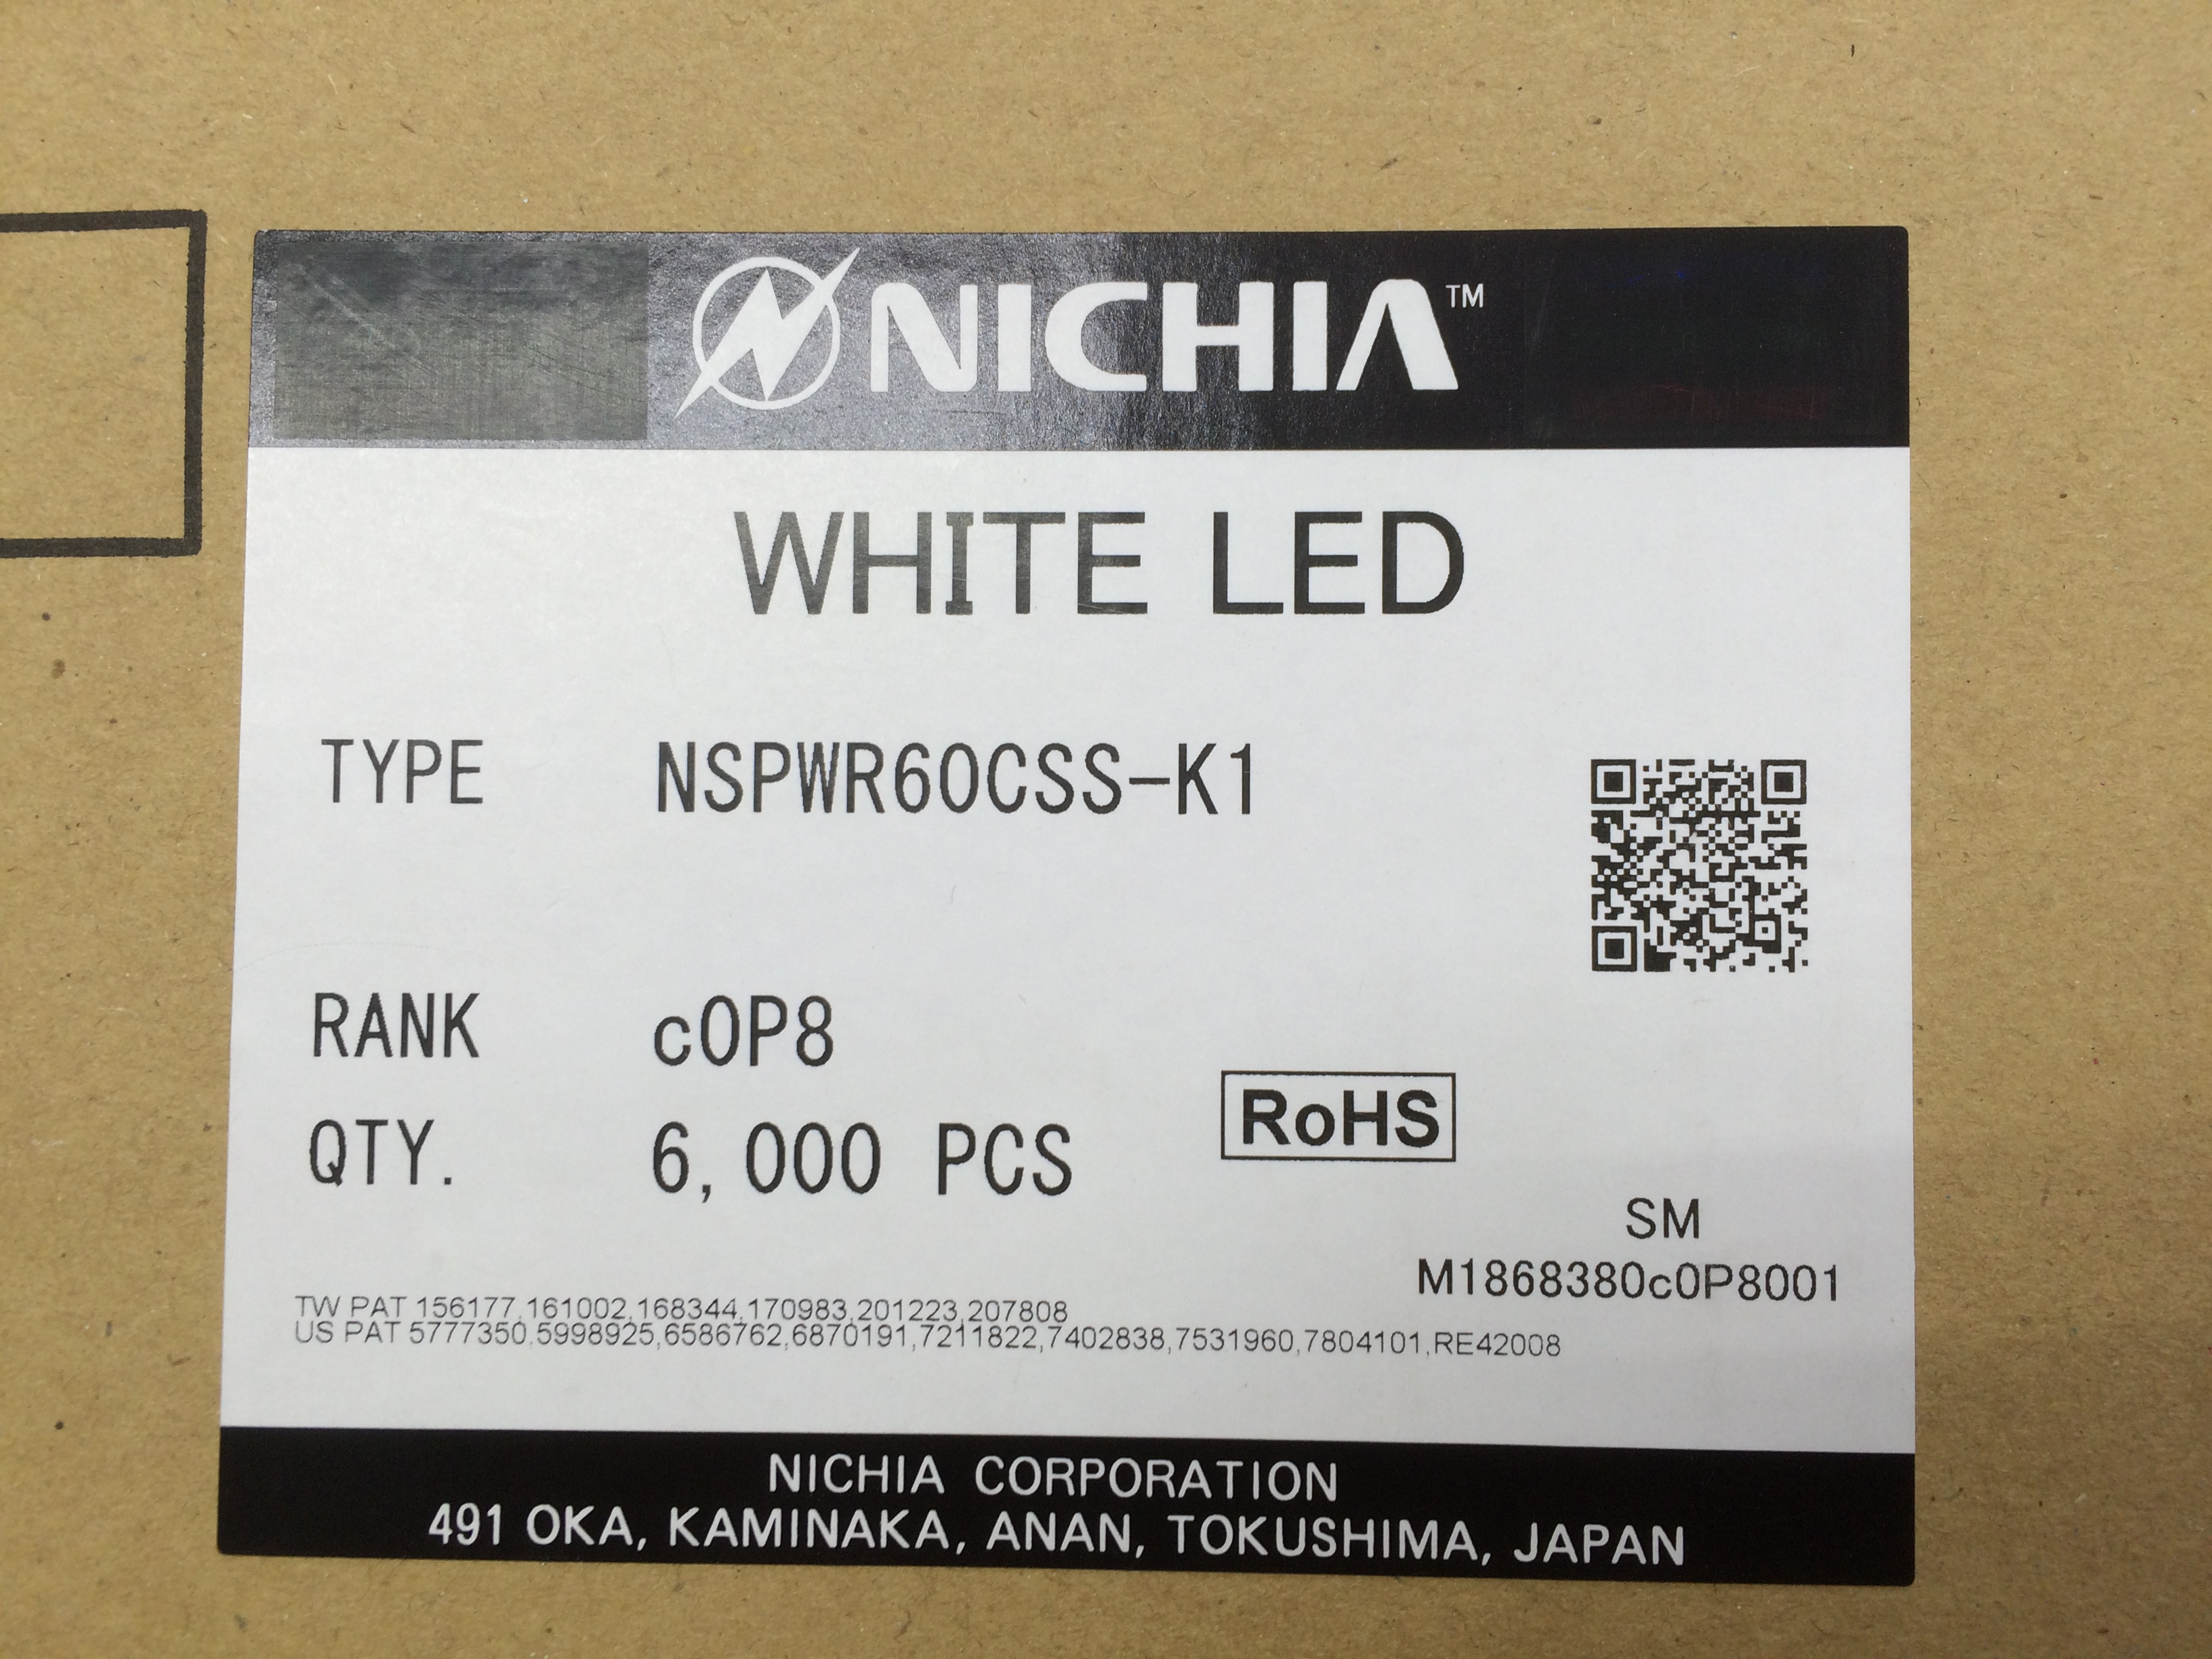 NICHIA™
WHITE LED
TYPE NSPWR60CSS-K1
RANK c0P8
QTY. 6,000 PCS
RoHS
SM
M1868380c0P8001
TW PAT 156177,161002,168344,170983,201223,207808
US PAT 5777350,5998925,6586762,6870191,7211822,7402838,7531960,7804101,RE42008
NICHIA CORPORATION
491 OKA, KAMINAKA, ANAN, TOKUSHIMA, JAPAN